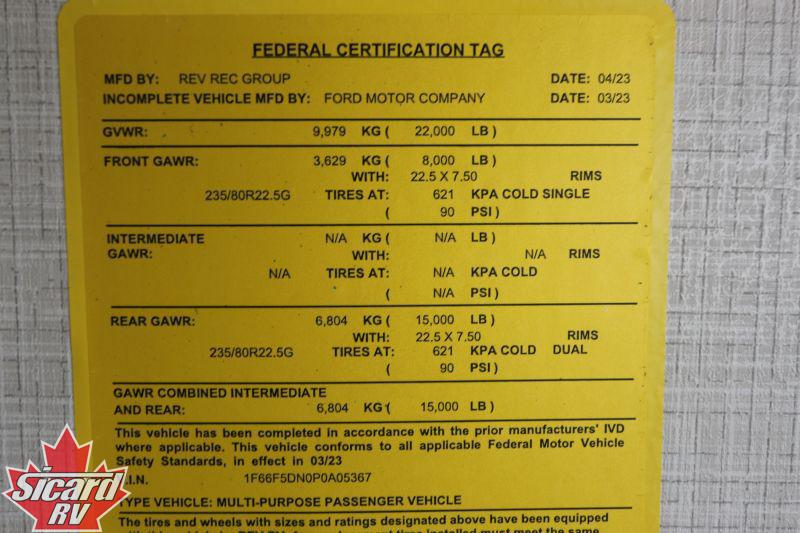 FEDERAL CERTIFICATION TAG
MFD BY: REV REC GROUP DATE: 04/23
INCOMPLETE VEHICLE MFD BY: FORD MOTOR COMPANY DATE: 03/23
GVWR: 9,979 KG ( 22,000 LB )
FRONT GAWR: 3,629 KG ( 8,000 LB )
WITH: 22.5 X 7.50 RIMS
235/80R22.5G TIRES AT: 621 KPA COLD SINGLE
( 90 PSI )
INTERMEDIATE N/A KG ( N/A LB )
GAWR: WITH: N/A RIMS
N/A TIRES AT: N/A KPA COLD
( N/A PSI )
REAR GAWR: 6,804 KG ( 15,000 LB )
WITH: 22.5 X 7.50 RIMS
235/80R22.5G TIRES AT: 621 KPA COLD DUAL
( 90 PSI )
GAWR COMBINED INTERMEDIATE
AND REAR: 6,804 KG ( 15,000 LB )
This vehicle has been completed in accordance with the prior manufacturers' IVD
where applicable. This vehicle conforms to all applicable Federal Motor Vehicle
Safety Standards, in effect in 03/23
.I.N. 1F66F5DN0P0A05367
TYPE VEHICLE: MULTI-PURPOSE PASSENGER VEHICLE
The tires and wheels with sizes and ratings designated above have been equipped
Sicard
RV